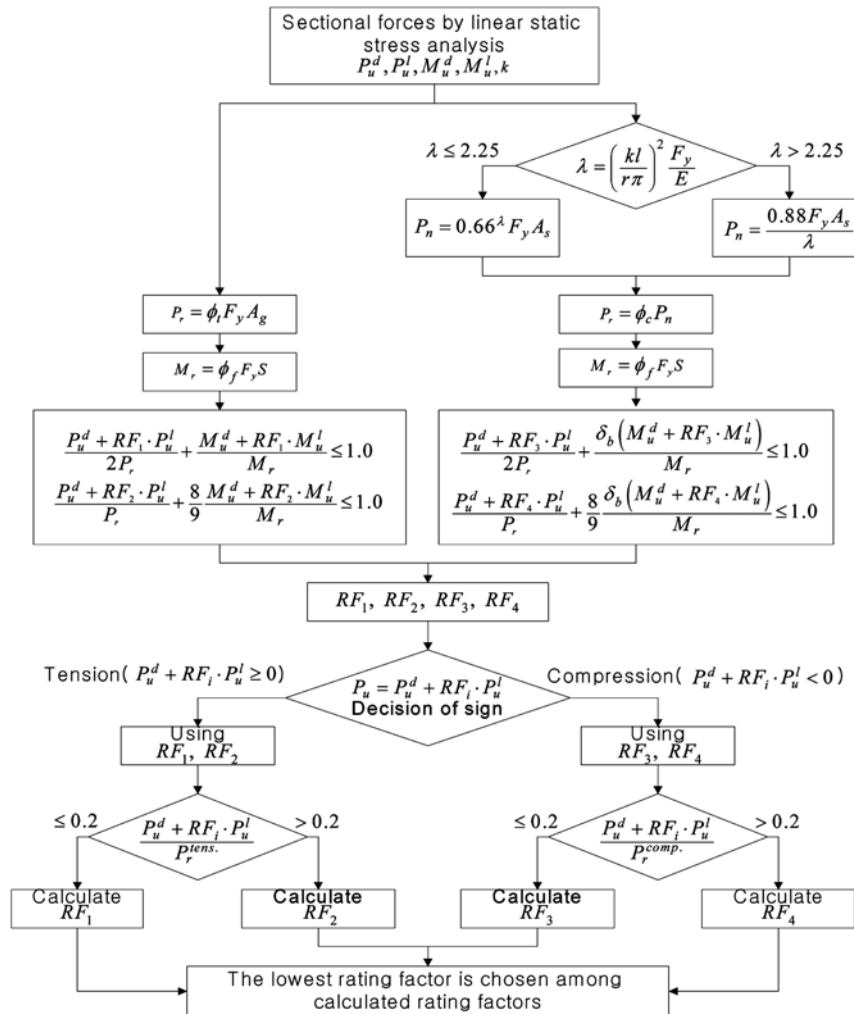 Sectional forces by linear static
stress analysis
P_u^d, P_u^l, M_u^d, M_u^l, k
λ ≤ 2.25
λ = (kl/rπ)^2 F_y/E
λ > 2.25
P_n = 0.66^λ F_y A_s
P_n = 0.88F_y A_s/λ
P_r = ϕ_t F_y A_g
P_r = ϕ_c P_n
M_r = ϕ_f F_y S
M_r = ϕ_f F_y S
(P_u^d + RF_1 · P_u^l)/2P_r + (M_u^d + RF_1 · M_u^l)/M_r ≤ 1.0
(P_u^d + RF_2 · P_u^l)/P_r + 8/9 (M_u^d + RF_2 · M_u^l)/M_r ≤ 1.0
(P_u^d + RF_3 · P_u^l)/2P_r + δ_b(M_u^d + RF_3 · M_u^l)/M_r ≤ 1.0
(P_u^d + RF_4 · P_u^l)/P_r + 8/9 δ_b(M_u^d + RF_4 · M_u^l)/M_r ≤ 1.0
RF_1, RF_2, RF_3, RF_4
Tension( P_u^d + RF_i · P_u^l ≥ 0)
P_u = P_u^d + RF_i · P_u^l
Decision of sign
Compression( P_u^d + RF_i · P_u^l < 0)
Using
RF_1, RF_2
Using
RF_3, RF_4
≤ 0.2
(P_u^d + RF_i · P_u^l)/P_r^tens.
> 0.2
≤ 0.2
(P_u^d + RF_i · P_u^l)/P_r^comp.
> 0.2
Calculate
RF_1
Calculate
RF_2
Calculate
RF_3
Calculate
RF_4
The lowest rating factor is chosen among
calculated rating factors